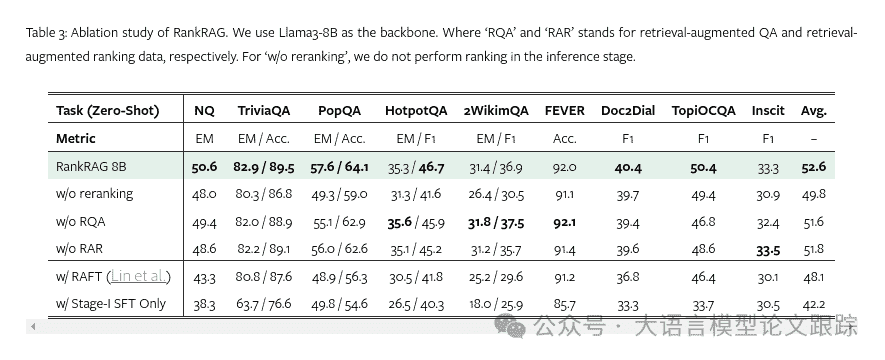 Table 3: Ablation study of RankRAG. We use Llama3-8B as the backbone. Where ‘RQA’ and ‘RAR’ stands for retrieval-augmented QA and retrieval-
augmented ranking data, respectively. For ‘w/o reranking’, we do not perform ranking in the inference stage.
Task (Zero-Shot) NQ TriviaQA PopQA HotpotQA 2WikimQA FEVER Doc2Dial TopiOCQA Inscit Avg.
Metric EM EM / Acc. EM / Acc. EM / F1 EM / F1 Acc. F1 F1 F1 –
RankRAG 8B 50.6 82.9 / 89.5 57.6 / 64.1 35.3 / 46.7 31.4 / 36.9 92.0 40.4 50.4 33.3 52.6
w/o reranking 48.0 80.3 / 86.8 49.3 / 59.0 31.3 / 41.6 26.4 / 30.5 91.1 39.7 49.4 30.9 49.8
w/o RQA 49.4 82.0 / 88.9 55.1 / 62.9 35.6 / 45.9 31.8 / 37.5 92.1 39.4 46.8 32.4 51.6
w/o RAR 48.6 82.2 / 89.1 56.0 / 62.6 35.1 / 45.2 31.2 / 35.7 91.4 39.6 48.6 33.5 51.8
w/ RAFT (Lin et al.) 43.3 80.8 / 87.6 48.9 / 56.3 30.5 / 41.8 25.2 / 29.6 91.2 36.8 46.4 30.1 48.1
w/ Stage-I SFT Only 38.3 63.7 / 76.6 49.8 / 54.6 26.5 / 40.3 18.0 / 25.9 85.7 33.3 33.7 30.5 42.2
公众号 · 大语言模型论文跟踪